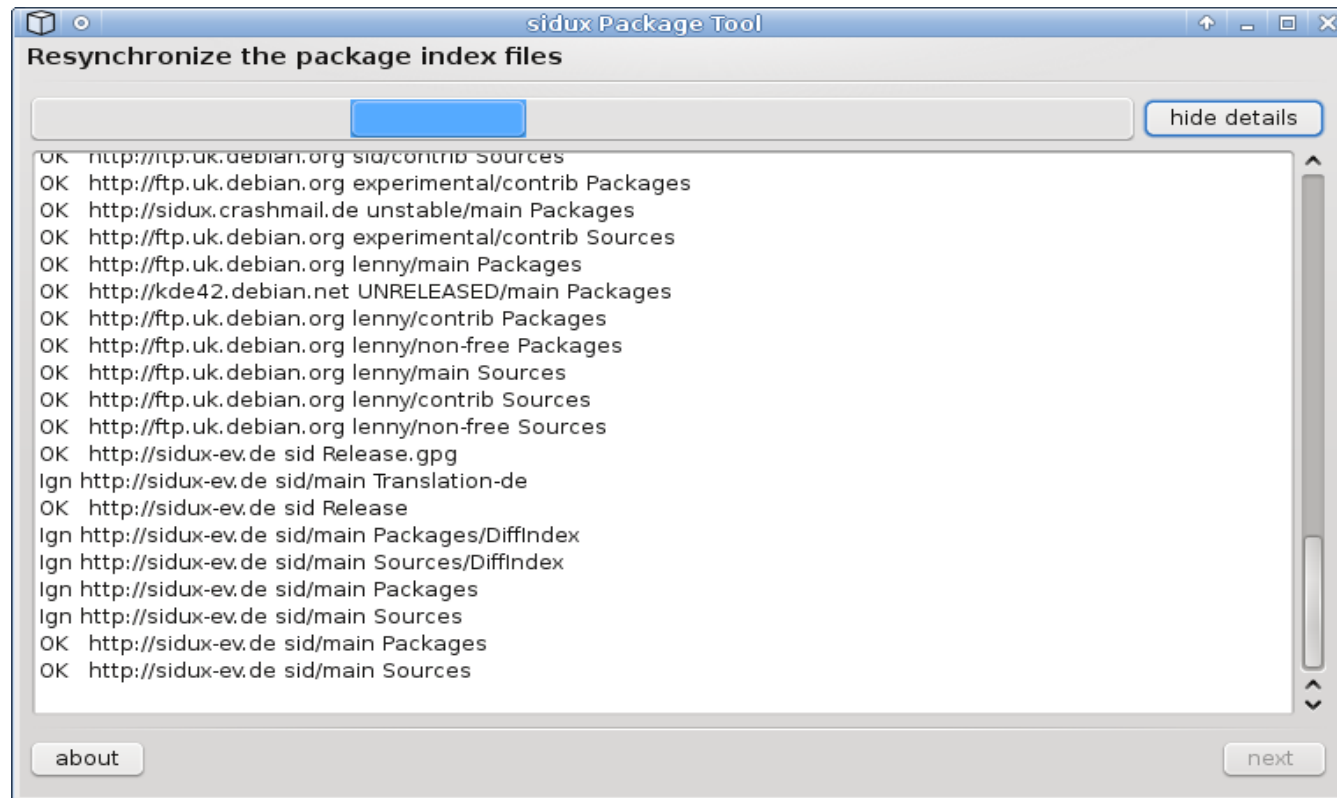 sidux Package Tool
Resynchronize the package index files
hide details
OK http://ftp.uk.debian.org sid/contrib Sources
OK http://ftp.uk.debian.org experimental/contrib Packages
OK http://sidux.crashmail.de unstable/main Packages
OK http://ftp.uk.debian.org experimental/contrib Sources
OK http://ftp.uk.debian.org lenny/main Packages
OK http://kde42.debian.net UNRELEASED/main Packages
OK http://ftp.uk.debian.org lenny/contrib Packages
OK http://ftp.uk.debian.org lenny/non-free Packages
OK http://ftp.uk.debian.org lenny/main Sources
OK http://ftp.uk.debian.org lenny/contrib Sources
OK http://ftp.uk.debian.org lenny/non-free Sources
OK http://sidux-ev.de sid Release.gpg
Ign http://sidux-ev.de sid/main Translation-de
OK http://sidux-ev.de sid Release
Ign http://sidux-ev.de sid/main Packages/DiffIndex
Ign http://sidux-ev.de sid/main Sources/DiffIndex
Ign http://sidux-ev.de sid/main Packages
Ign http://sidux-ev.de sid/main Sources
OK http://sidux-ev.de sid/main Packages
OK http://sidux-ev.de sid/main Sources
about
next